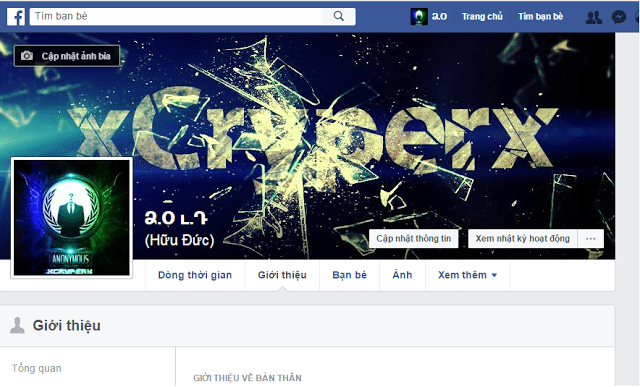 f Tìm bạn bè ລ.ዐ Trang chủ Tìm bạn bè
Cập nhật ảnh bìa
xCryperx
(Hữu Đức)
Cập nhật thông tin Xem nhật ký hoạt động ...
ANONYMOUS
XCRYPERX
Dòng thời gian Giới thiệu Bạn bè Ảnh Xem thêm
Giới thiệu
Tổng quan
GIỚI THIỆU VỀ BẢN THÂN